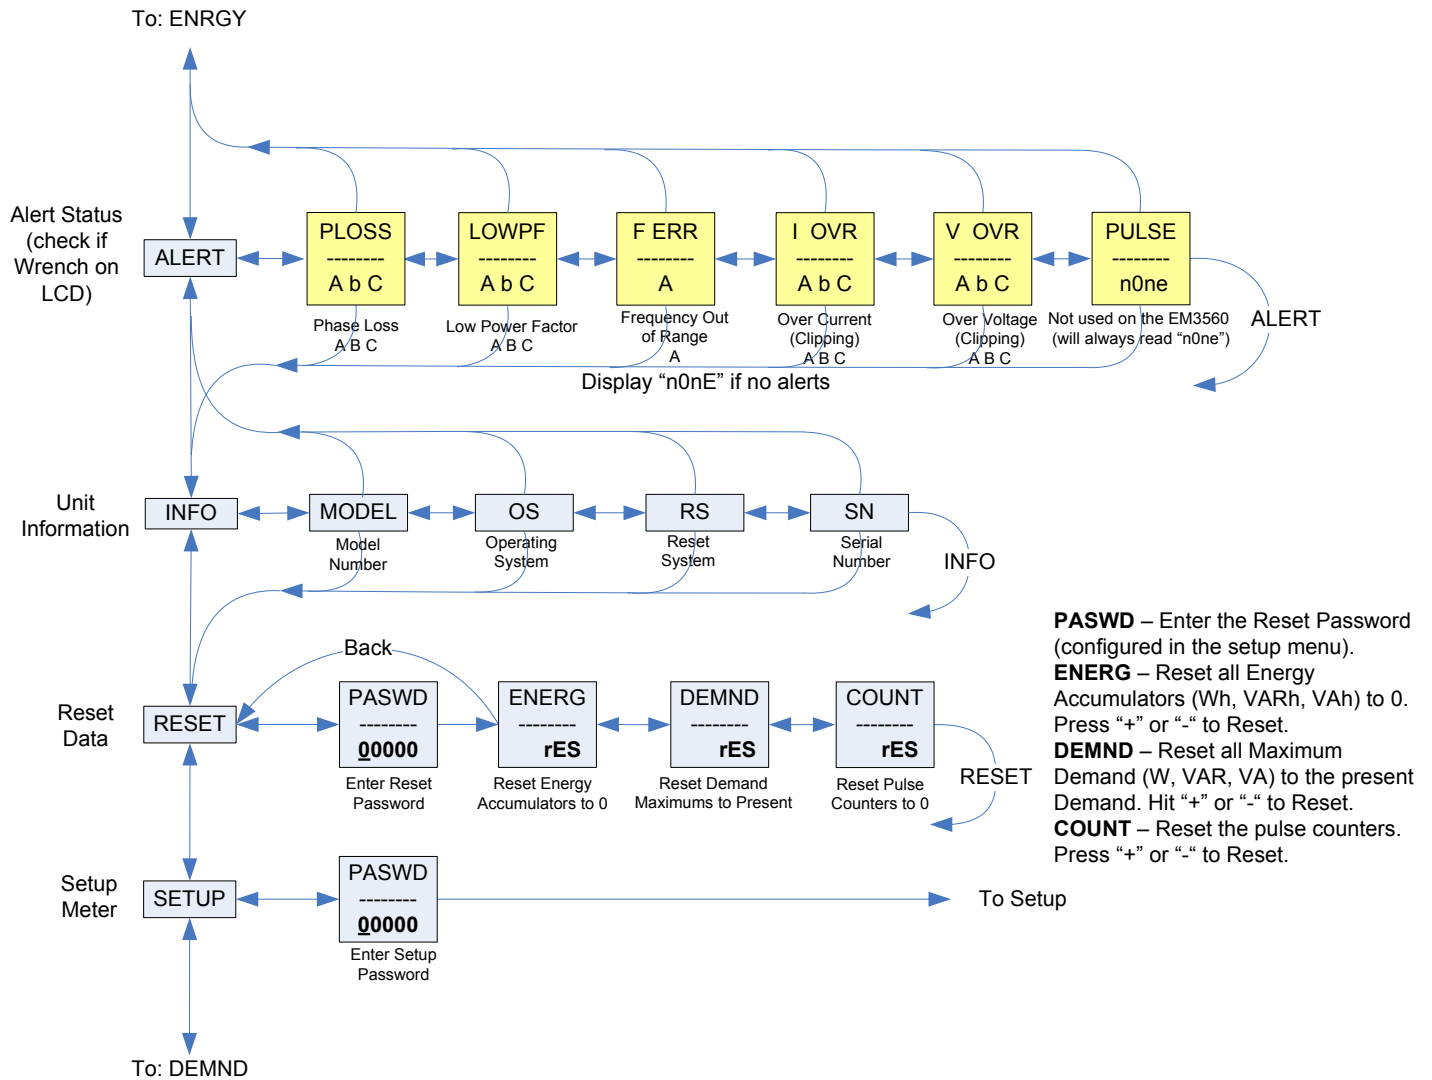 To: ENRGY
Alert Status
(check if
Wrench on
LCD)
ALERT
PLOSS
--------
A b C
LOWPF
--------
A b C
F ERR
--------
A
I OVR
--------
A b C
V OVR
--------
A b C
PULSE
--------
n0ne
Phase Loss
A B C
Low Power Factor
A B C
Frequency Out
of Range
A
Over Current
(Clipping)
A B C
Over Voltage
(Clipping)
A B C
Not used on the EM3560
(will always read “n0ne”)
ALERT
Display “n0nE” if no alerts
Unit
Information
INFO
MODEL
OS
RS
SN
Model
Number
Operating
System
Reset
System
Serial
Number
INFO
Back
Reset
Data
RESET
PASWD
--------
00000
ENERG
--------
rES
DEMND
--------
rES
COUNT
--------
rES
Enter Reset
Password
Reset Energy
Accumulators to 0
Reset Demand
Maximums to Present
Reset Pulse
Counters to 0
RESET
PASWD – Enter the Reset Password
(configured in the setup menu).
ENERG – Reset all Energy
Accumulators (Wh, VARh, VAh) to 0.
Press “+” or “-“ to Reset.
DEMND – Reset all Maximum
Demand (W, VAR, VA) to the present
Demand. Hit “+” or “-“ to Reset.
COUNT – Reset the pulse counters.
Press “+” or “-“ to Reset.
Setup
Meter
SETUP
PASWD
--------
00000
Enter Setup
Password
To Setup
To: DEMND